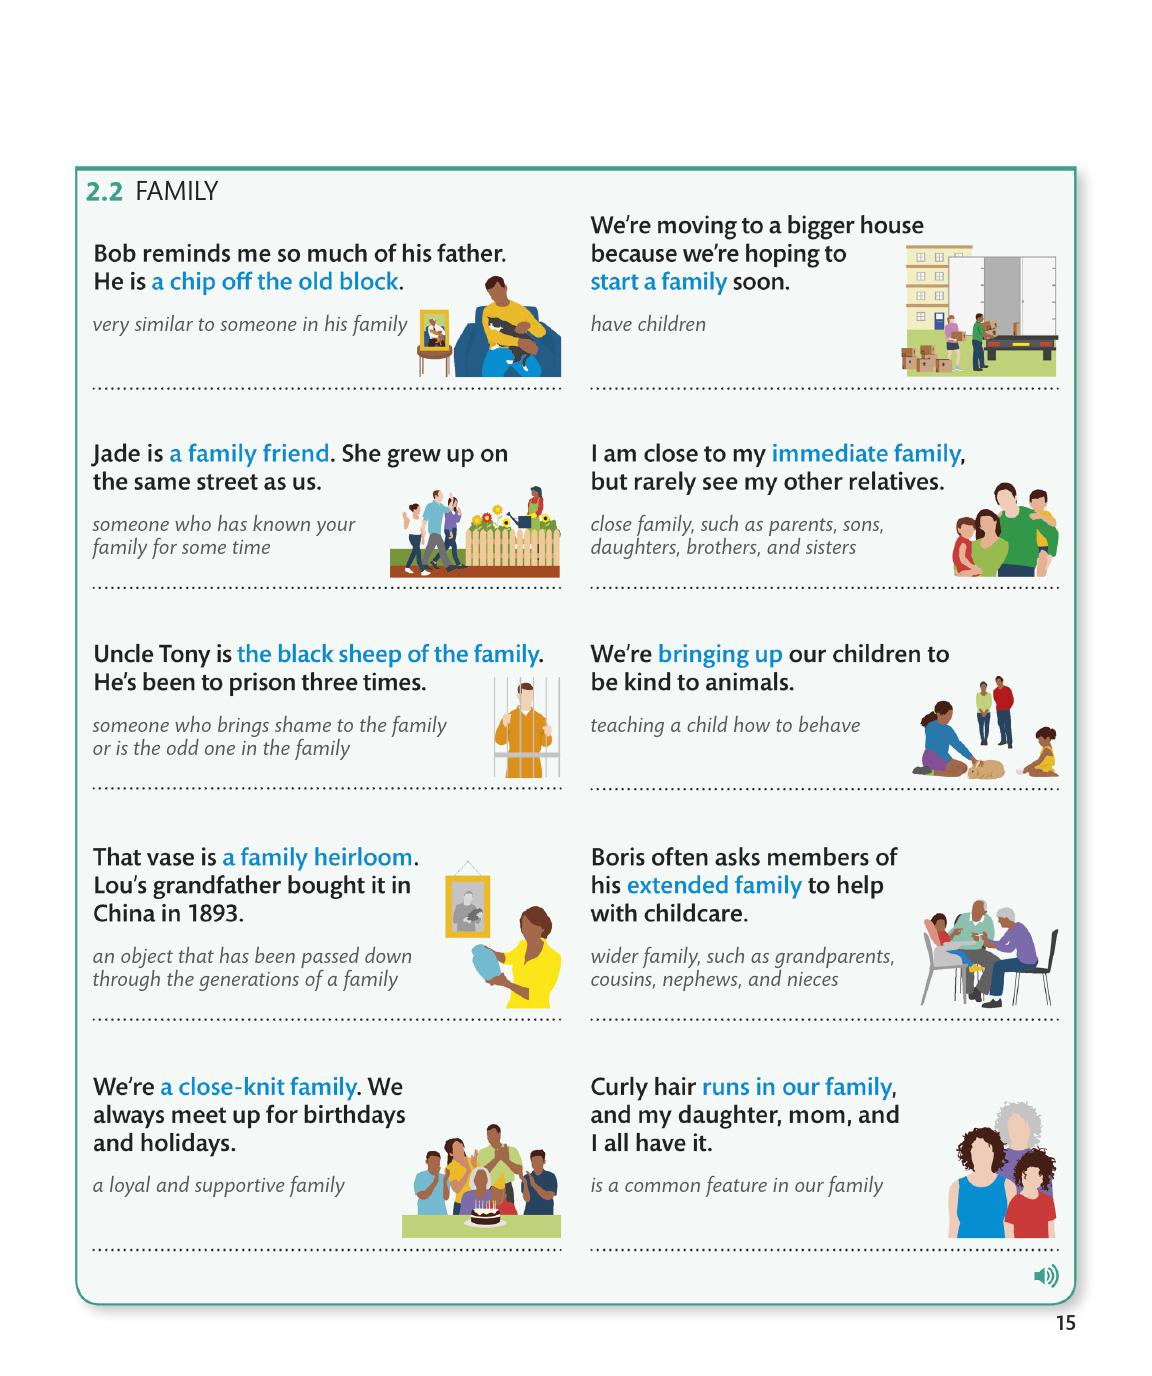 2.2 FAMILY
Bob reminds me so much of his father.
He is a chip off the old block.
very similar to someone in his family
We're moving to a bigger house
because we're hoping to
start a family soon.
have children
Jade is a family friend. She grew up on
the same street as us.
someone who has known your
family for some time
I am close to my immediate family,
but rarely see my other relatives.
close family, such as parents, sons,
daughters, brothers, and sisters
Uncle Tony is the black sheep of the family.
He's been to prison three times.
someone who brings shame to the family
or is the odd one in the family
We're bringing up our children to
be kind to animals.
teaching a child how to behave
That vase is a family heirloom.
Lou's grandfather bought it in
China in 1893.
an object that has been passed down
through the generations of a family
Boris often asks members of
his extended family to help
with childcare.
wider family, such as grandparents,
cousins, nephews, and nieces
We're a close-knit family. We
always meet up for birthdays
and holidays.
a loyal and supportive family
Curly hair runs in our family,
and my daughter, mom, and
I all have it.
is a common feature in our family
15